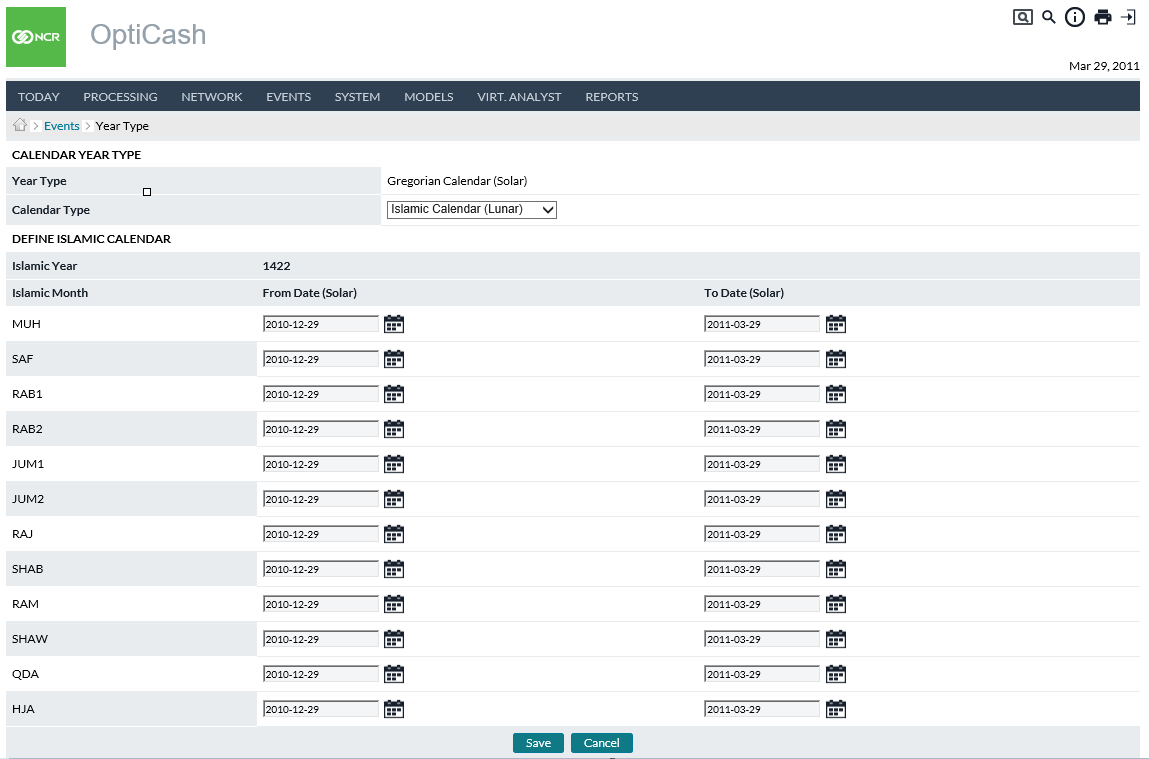 NCR
OptiCash
Mar 29, 2011
TODAY PROCESSING NETWORK EVENTS SYSTEM MODELS VIRT. ANALYST REPORTS
> Events > Year Type
CALENDAR YEAR TYPE
Year Type Gregorian Calendar (Solar)
Calendar Type Islamic Calendar (Lunar)
DEFINE ISLAMIC CALENDAR
Islamic Year 1422
Islamic Month From Date (Solar) To Date (Solar)
MUH 2010-12-29 2011-03-29
SAF 2010-12-29 2011-03-29
RAB1 2010-12-29 2011-03-29
RAB2 2010-12-29 2011-03-29
JUM1 2010-12-29 2011-03-29
JUM2 2010-12-29 2011-03-29
RAJ 2010-12-29 2011-03-29
SHAB 2010-12-29 2011-03-29
RAM 2010-12-29 2011-03-29
SHAW 2010-12-29 2011-03-29
QDA 2010-12-29 2011-03-29
HJA 2010-12-29 2011-03-29
Save Cancel